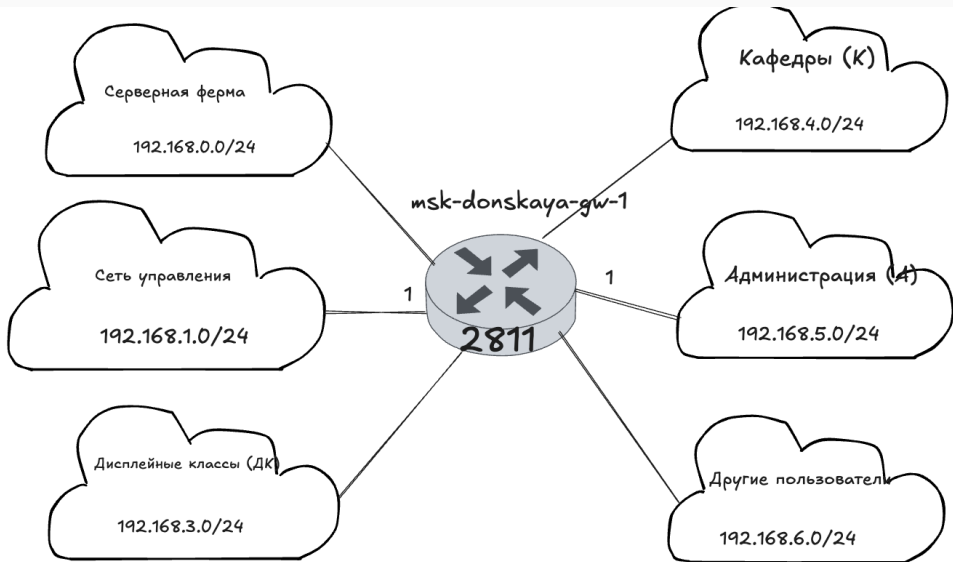 Серверная ферма
192.168.0.0/24
Кафедры (К)
192.168.4.0/24
msk-donskaya-gw-1
Сеть управления
192.168.1.0/24
1
2811
1
Администрация (А)
192.168.5.0/24
Дисплейные классы (ДК)
192.168.3.0/24
Другие пользователи
192.168.6.0/24